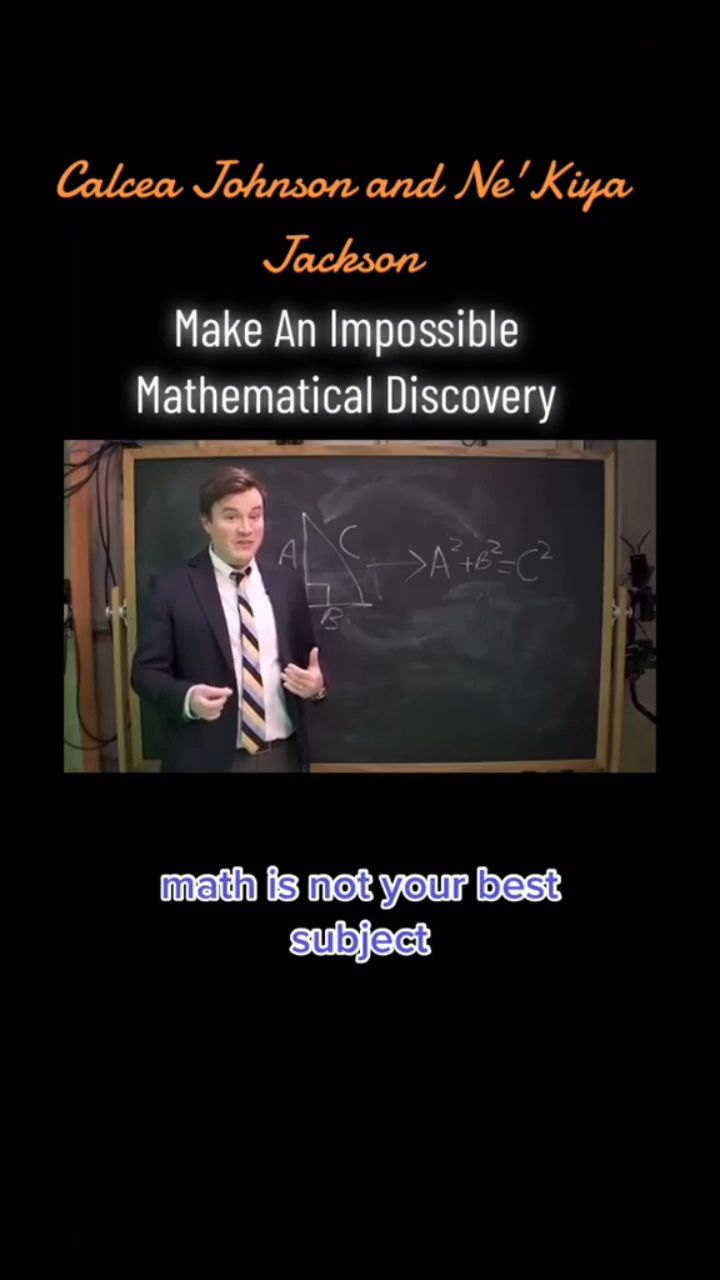 Calcea Johnson and Ne'Kiya
Jackson
Make An Impossible
Mathematical Discovery
A
C
B
→A²+B²=C²
math is not your best
subject